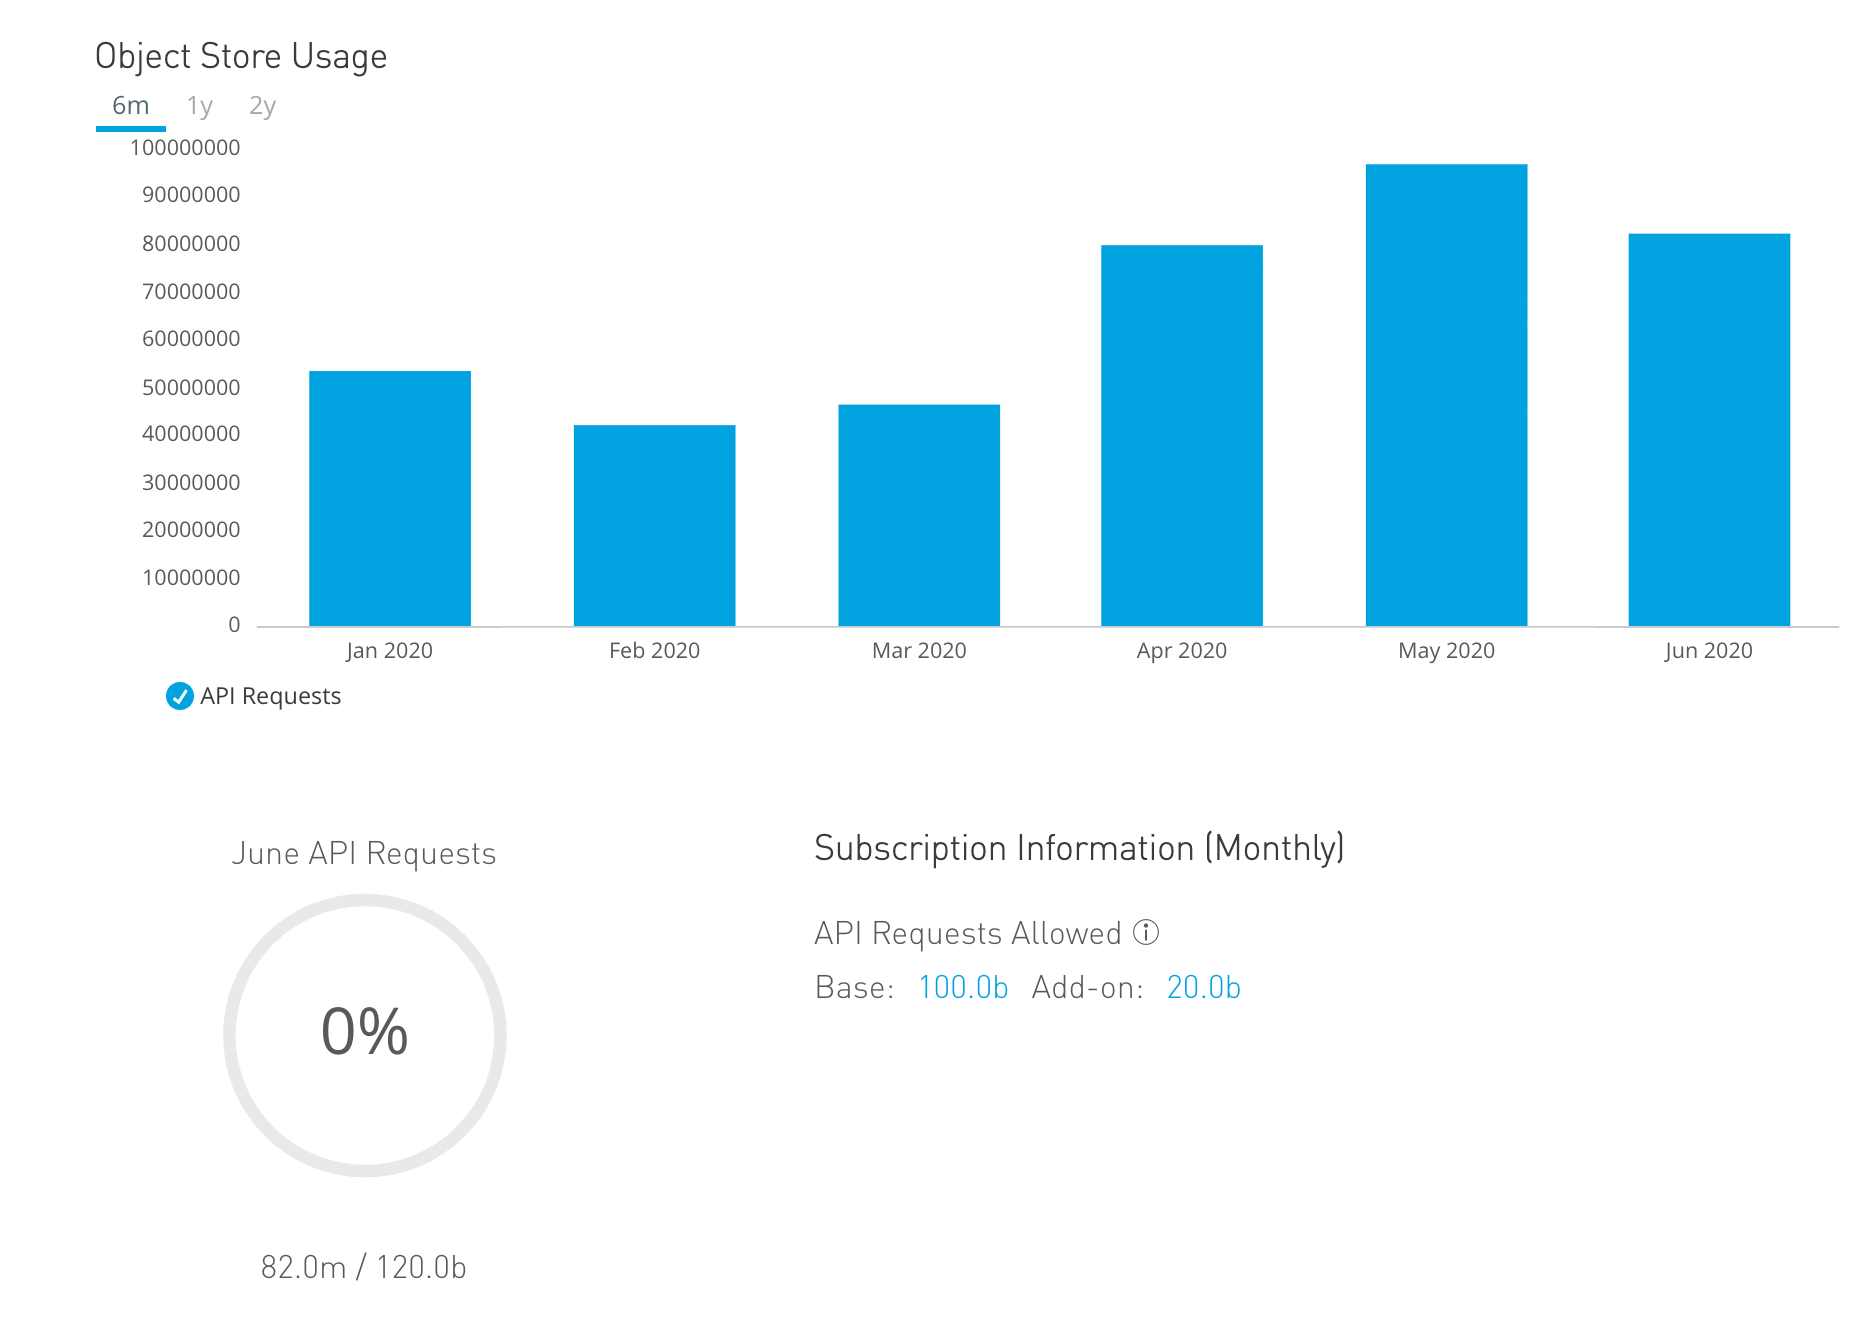 Object Store Usage
6m 1y 2y
100000000
90000000
80000000
70000000
60000000
50000000
40000000
30000000
20000000
10000000
0
Jan 2020 Feb 2020 Mar 2020 Apr 2020 May 2020 Jun 2020
API Requests
June API Requests
0%
82.0m / 120.0b
Subscription Information (Monthly)
API Requests Allowed
Base: 100.0b Add-on: 20.0b